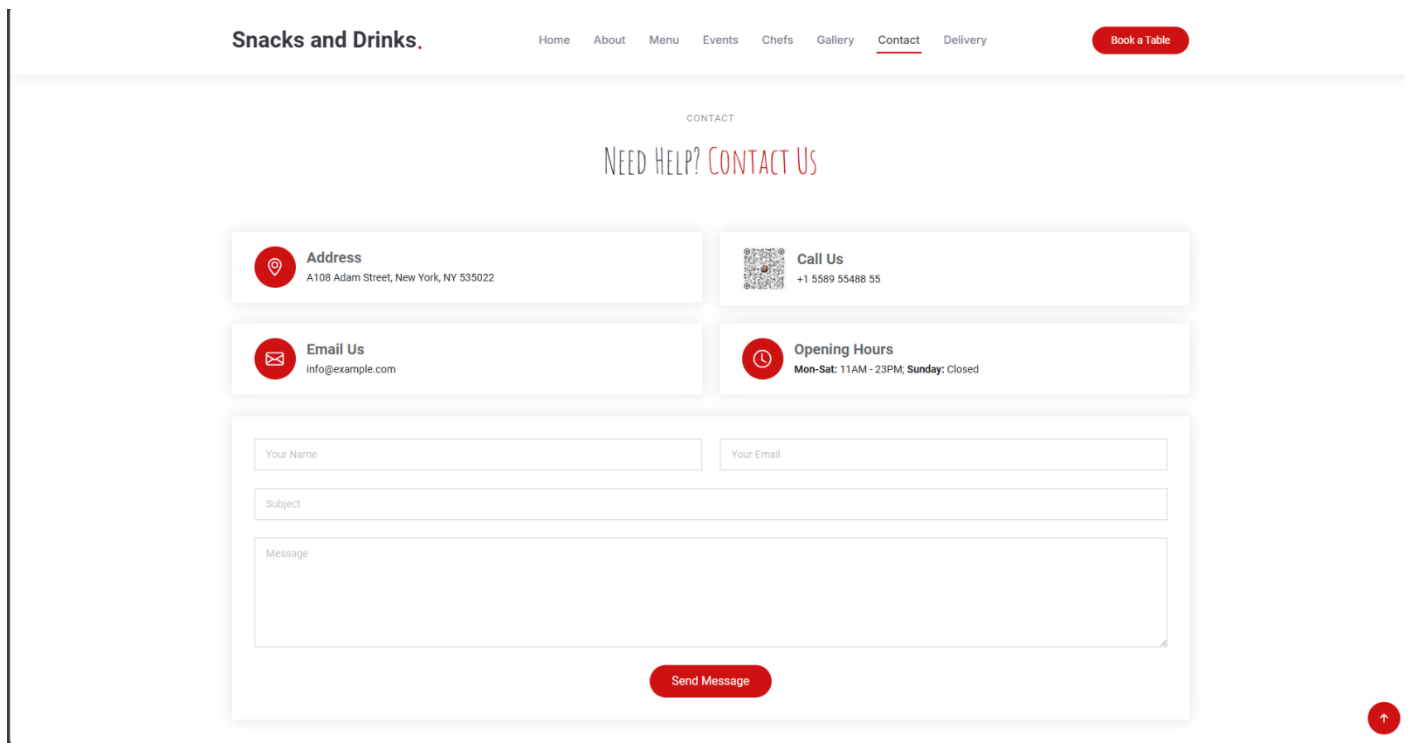 Snacks and Drinks.
Home About Menu Events Chefs Gallery Contact Delivery
Book a Table
CONTACT
Need Help? Contact Us
Address
A108 Adam Street, New York, NY 535022
Call Us
+1 5589 55488 55
Email Us
info@example.com
Opening Hours
Mon-Sat: 11AM - 23PM; Sunday: Closed
Your Name
Your Email
Subject
Message
Send Message